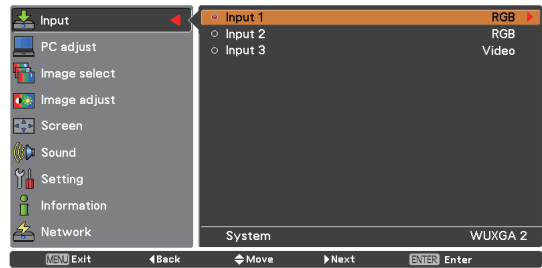 Input
PC adjust
Image select
Image adjust
Screen
Sound
Setting
Information
Network
Input 1 RGB
Input 2 RGB
Input 3 Video
System WUXGA 2
MENU Exit Back Move Next ENTER Enter